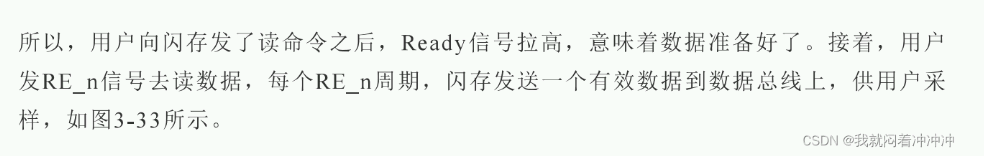 所以，用户向闪存发了读命令之后，Ready信号拉高，意味着数据准备好了。接着，用户
发RE_n信号去读数据，每个RE_n周期，闪存发送一个有效数据到数据总线上，供用户采
样，如图3-33所示。
CSDN @我就闷着冲冲冲